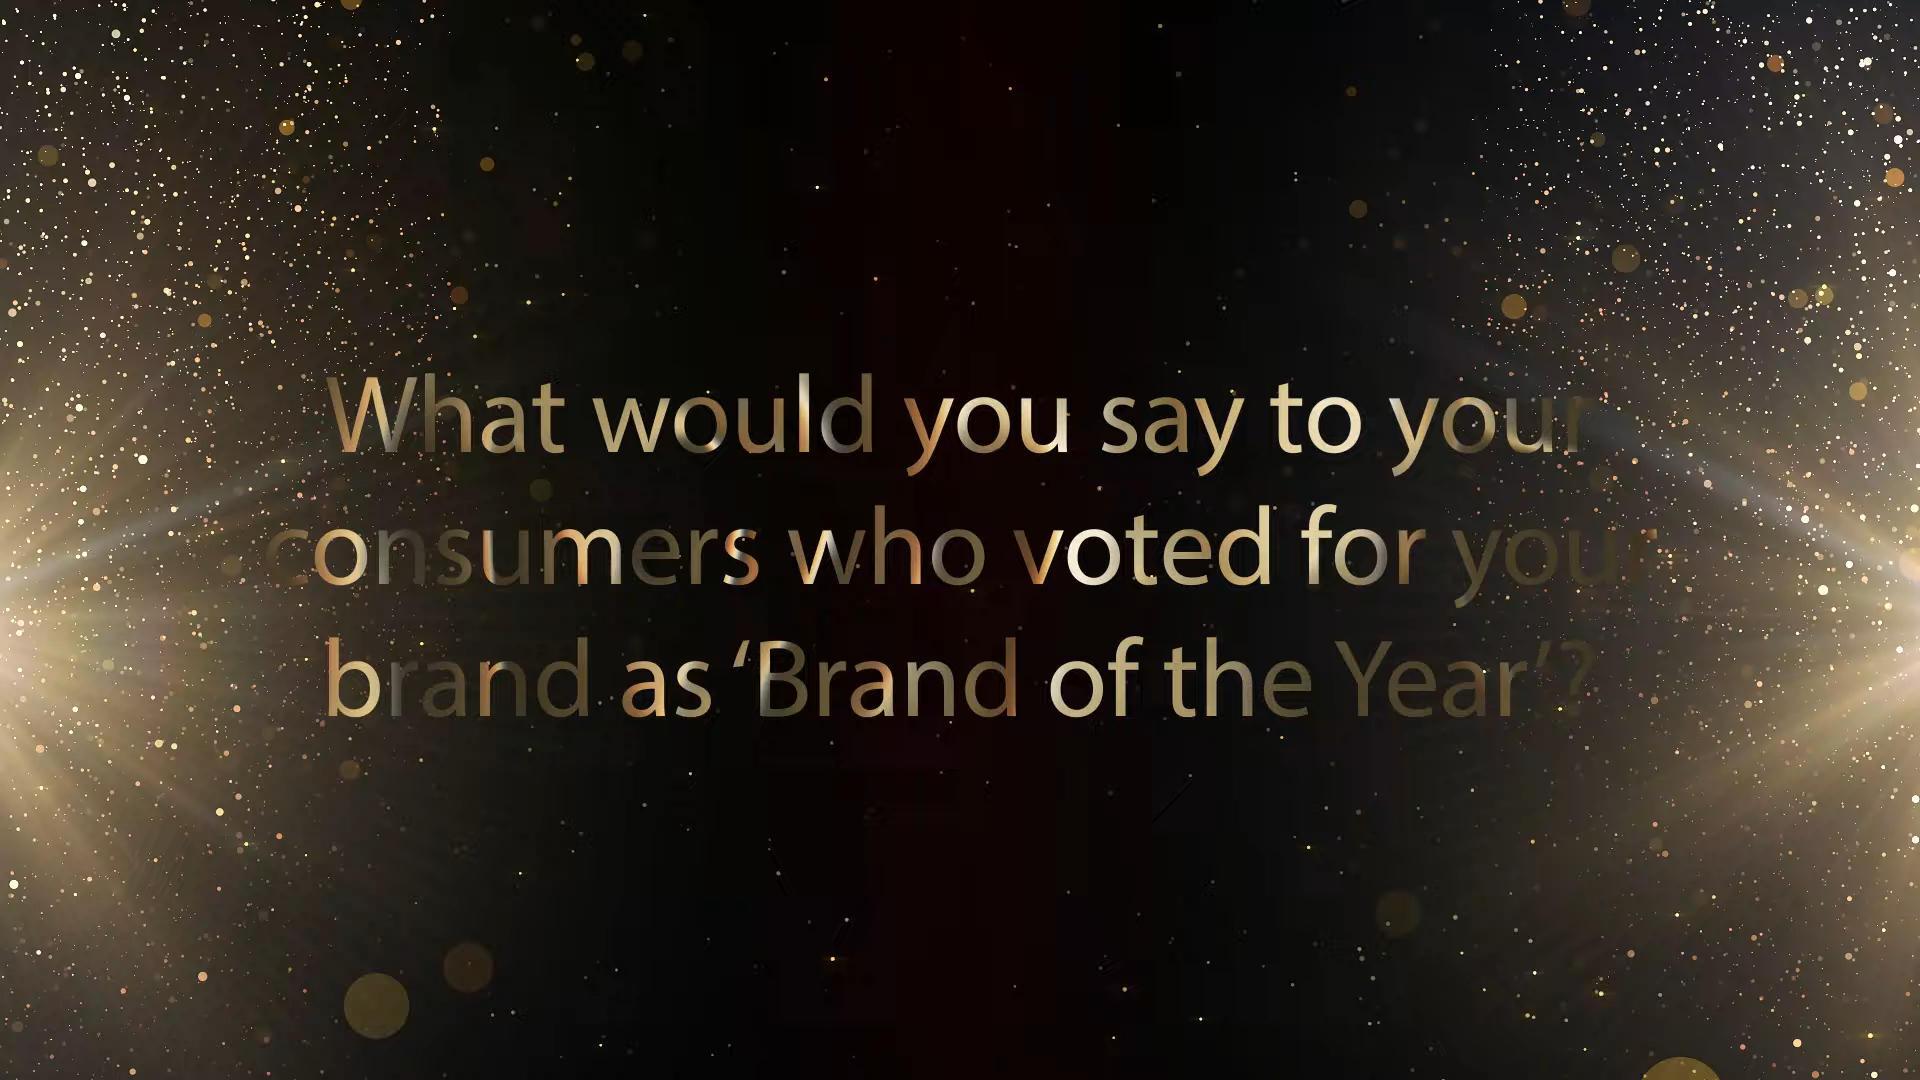 What would you say to your
consumers who voted for your
brand as ‘Brand of the Year’?